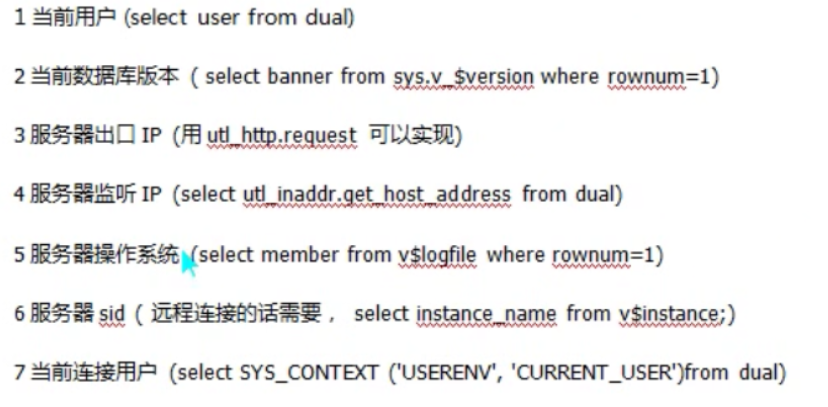 1 当前用户 (select user from dual)
2 当前数据库版本 ( select banner from sys.v_$version where rownum=1)
3 服务器出口 IP (用 utl_http.request 可以实现)
4 服务器监听 IP (select utl_inaddr.get_host_address from dual)
5 服务器操作系统 (select member from v$logfile where rownum=1)
6 服务器 sid ( 远程连接的话需要， select instance_name from v$instance;)
7 当前连接用户 (select SYS_CONTEXT ('USERENV', 'CURRENT_USER')from dual)